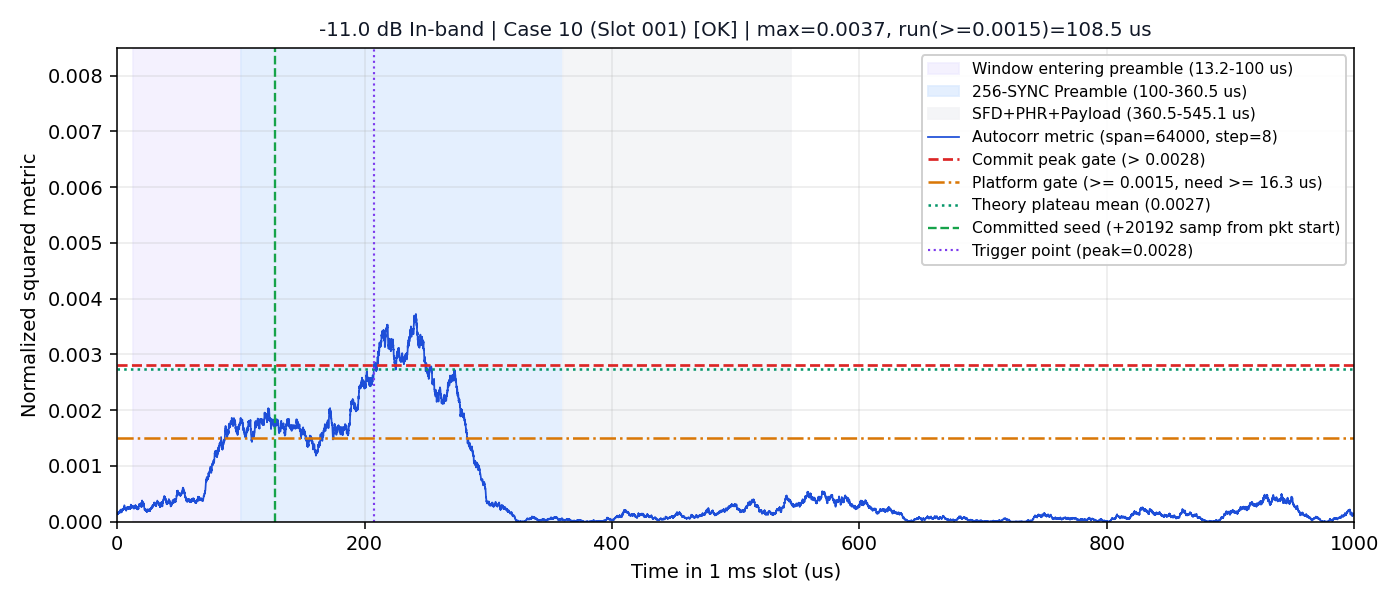 -11.0 dB In-band | Case 10 (Slot 001) [OK] | max=0.0037, run(>=0.0015)=108.5 us
Window entering preamble (13.2-100 us)
256-SYNC Preamble (100-360.5 us)
SFD+PHR+Payload (360.5-545.1 us)
Autocorr metric (span=64000, step=8)
Commit peak gate (> 0.0028)
Platform gate (>= 0.0015, need >= 16.3 us)
Theory plateau mean (0.0027)
Committed seed (+20192 samp from pkt start)
Trigger point (peak=0.0028)
Normalized squared metric
0.008
0.007
0.006
0.005
0.004
0.003
0.002
0.001
0.000
0 200 400 600 800 1000
Time in 1 ms slot (us)